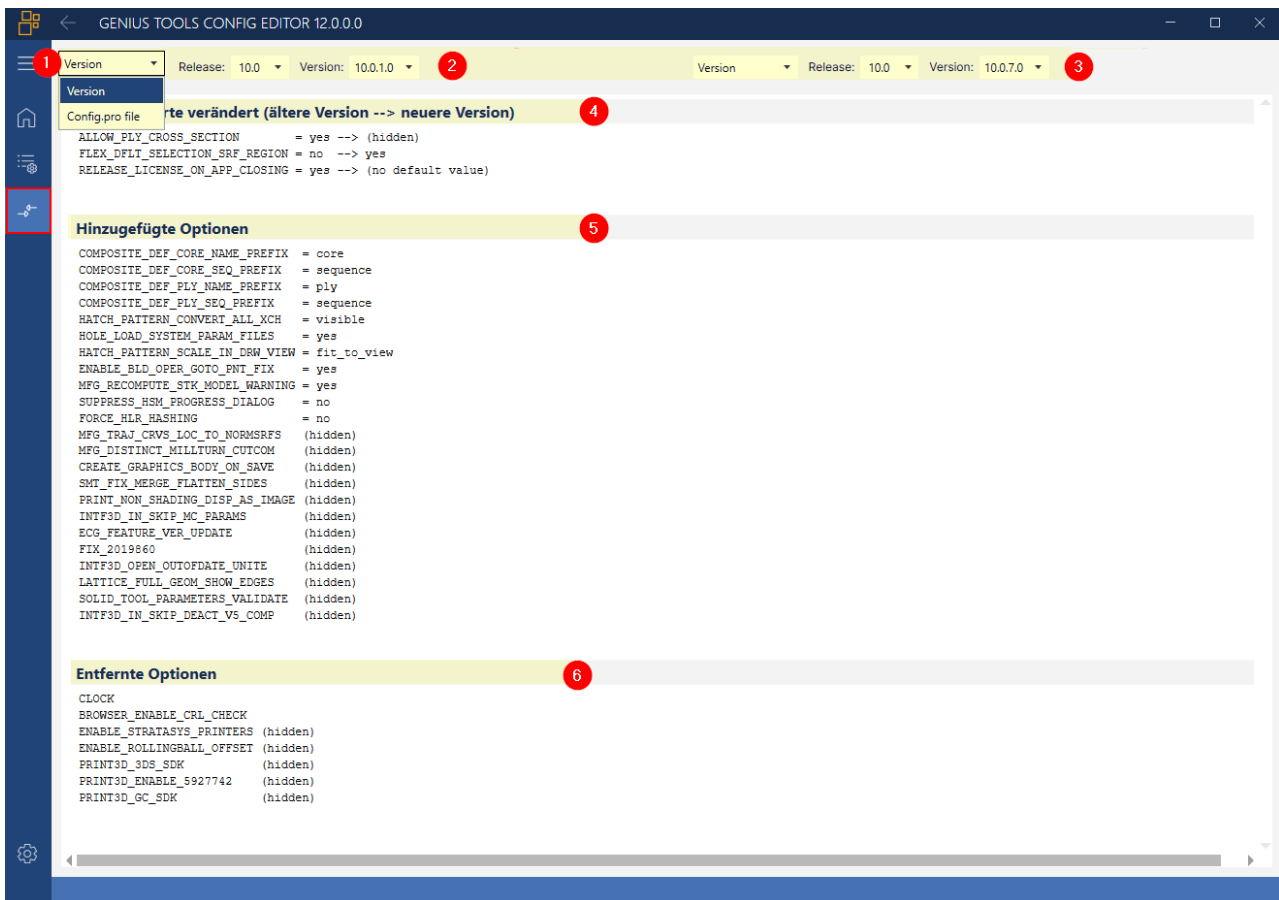 GENIUS TOOLS CONFIG EDITOR 12.0.0.0
1 Version Release: 10.0 Version: 10.0.1.0 2 Version Release: 10.0 Version: 10.0.7.0 3
Version
Config.pro file
rte verändert (ältere Version --> neuere Version) 4
ALLOW_PLY_CROSS_SECTION = yes --> (hidden)
FLEX_DFLT_SELECTION_SRF_REGION = no --> yes
RELEASE_LICENSE_ON_APP_CLOSING = yes --> (no default value)
Hinzugefügte Optionen 5
COMPOSITE_DEF_CORE_NAME_PREFIX = core
COMPOSITE_DEF_CORE_SEQ_PREFIX = sequence
COMPOSITE_DEF_PLY_NAME_PREFIX = ply
COMPOSITE_DEF_PLY_SEQ_PREFIX = sequence
HATCH_PATTERN_CONVERT_ALL_XCH = visible
HOLE_LOAD_SYSTEM_PARAM_FILES = yes
HATCH_PATTERN_SCALE_IN_DRW_VIEW = fit_to_view
ENABLE_BLD_OPER_GOTO_PNT_FIX = yes
MFG_RECOMPUTE_STK_MODEL_WARNING = yes
SUPPRESS_HSM_PROGRESS_DIALOG = no
FORCE_HLR_HASHING = no
MFG_TRAJ_CRVS_LOC_TO_NORMSRFS (hidden)
MFG_DISTINCT_MILLTURN_CUTCOM (hidden)
CREATE_GRAPHICS_BODY_ON_SAVE (hidden)
SMT_FIX_MERGE_FLATTEN_SIDES (hidden)
PRINT_NON_SHADING_DISP_AS_IMAGE (hidden)
INTF3D_IN_SKIP_MC_PARAMS (hidden)
ECG_FEATURE_VER_UPDATE (hidden)
FIX_2019860 (hidden)
INTF3D_OPEN_OUTOFDATE_UNITE (hidden)
LATTICE_FULL_GEOM_SHOW_EDGES (hidden)
SOLID_TOOL_PARAMETERS_VALIDATE (hidden)
INTF3D_IN_SKIP_DEACT_V5_COMP (hidden)
Entfernte Optionen 6
CLOCK
BROWSER_ENABLE_CRL_CHECK
ENABLE_STRATASYS_PRINTERS (hidden)
ENABLE_ROLLINGBALL_OFFSET (hidden)
PRINT3D_3DS_SDK (hidden)
PRINT3D_ENABLE_5927742 (hidden)
PRINT3D_GC_SDK (hidden)